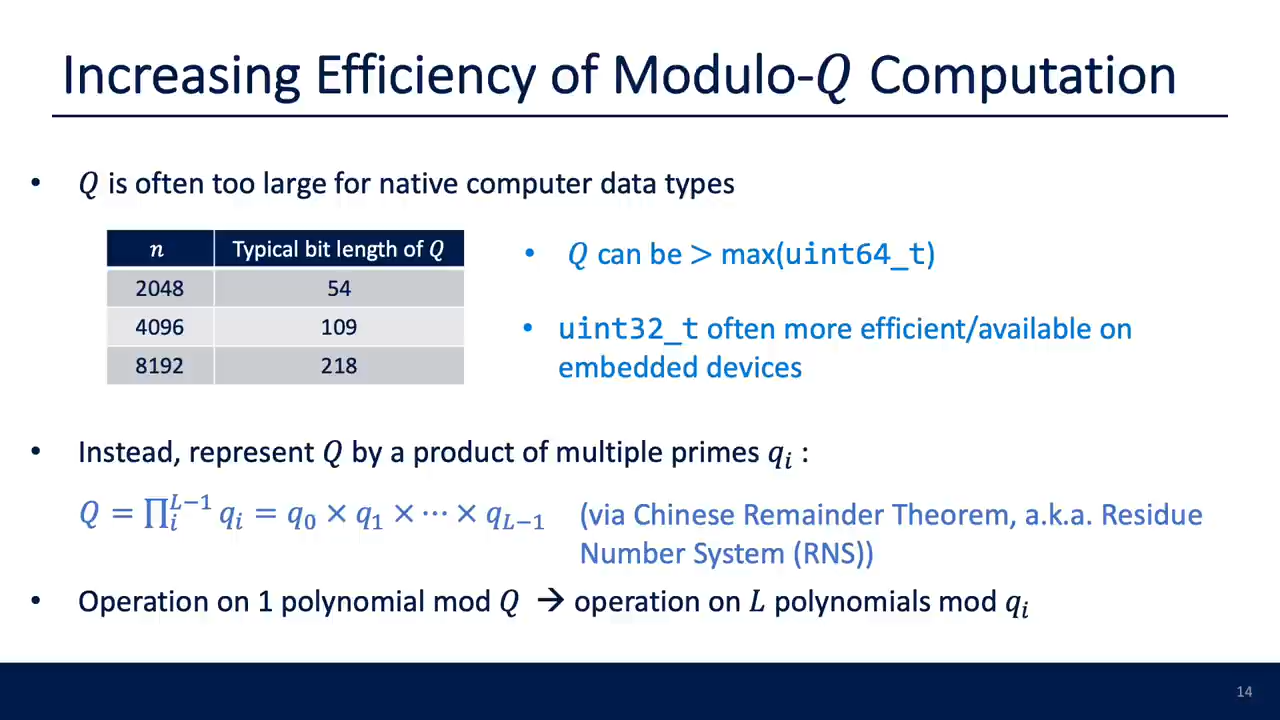 Increasing Efficiency of Modulo-Q Computation
• Q is often too large for native computer data types
n Typical bit length of Q
2048 54
4096 109
8192 218
• Q can be > max(uint64_t)
• uint32_t often more efficient/available on
embedded devices
• Instead, represent Q by a product of multiple primes qᵢ :
Q = ∏ᵢᴸ⁻¹ qᵢ = q₀ × q₁ × ⋯ × q_{L−1} (via Chinese Remainder Theorem, a.k.a. Residue
Number System (RNS))
• Operation on 1 polynomial mod Q → operation on L polynomials mod qᵢ
14